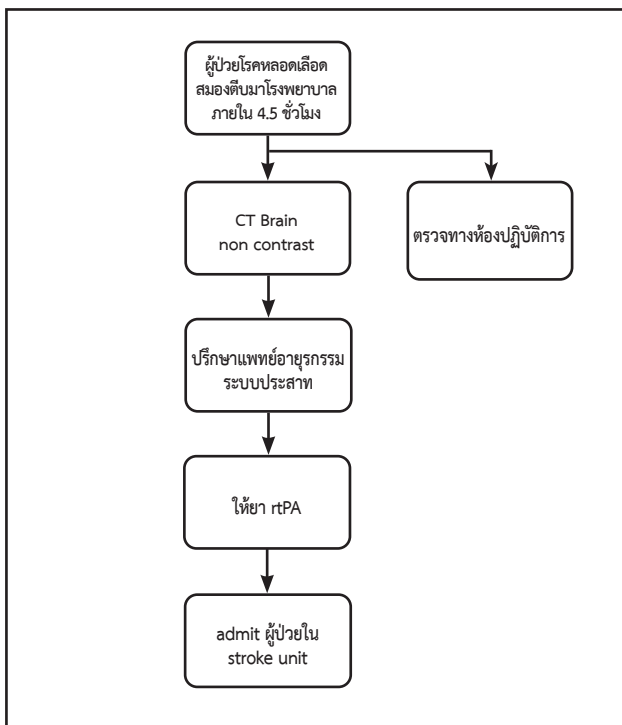 ผู้ป่วยโรคหลอดเลือด
สมองตีบมาโรงพยาบาล
ภายใน 4.5 ชั่วโมง
CT Brain
non contrast
ตรวจทางห้องปฏิบัติการ
ปรึกษาแพทย์อายุรกรรม
ระบบประสาท
ให้ยา rtPA
admit ผู้ป่วยใน
stroke unit